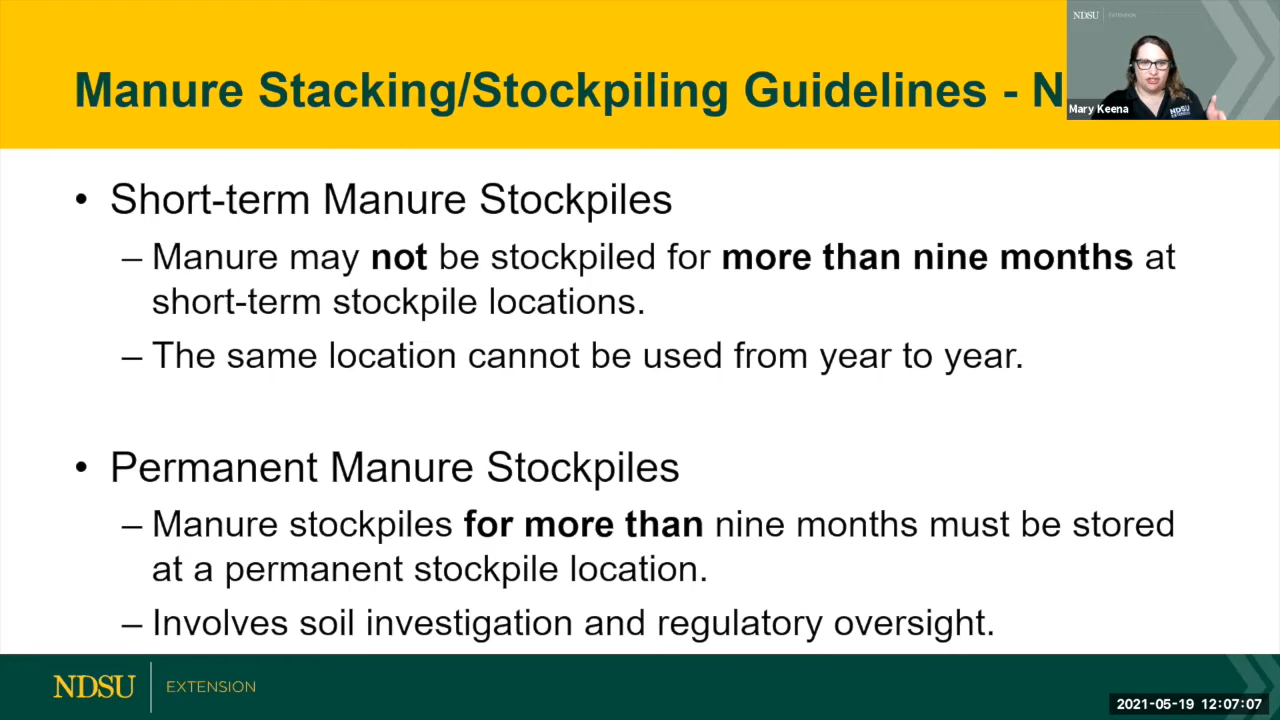 Manure Stacking/Stockpiling Guidelines - N
NDSU EXTENSION
NDSU
EXTENSION
Mary Keena
• Short-term Manure Stockpiles
– Manure may not be stockpiled for more than nine months at
short-term stockpile locations.
– The same location cannot be used from year to year.
• Permanent Manure Stockpiles
– Manure stockpiles for more than nine months must be stored
at a permanent stockpile location.
– Involves soil investigation and regulatory oversight.
NDSU EXTENSION
2021-05-19 12:07:07